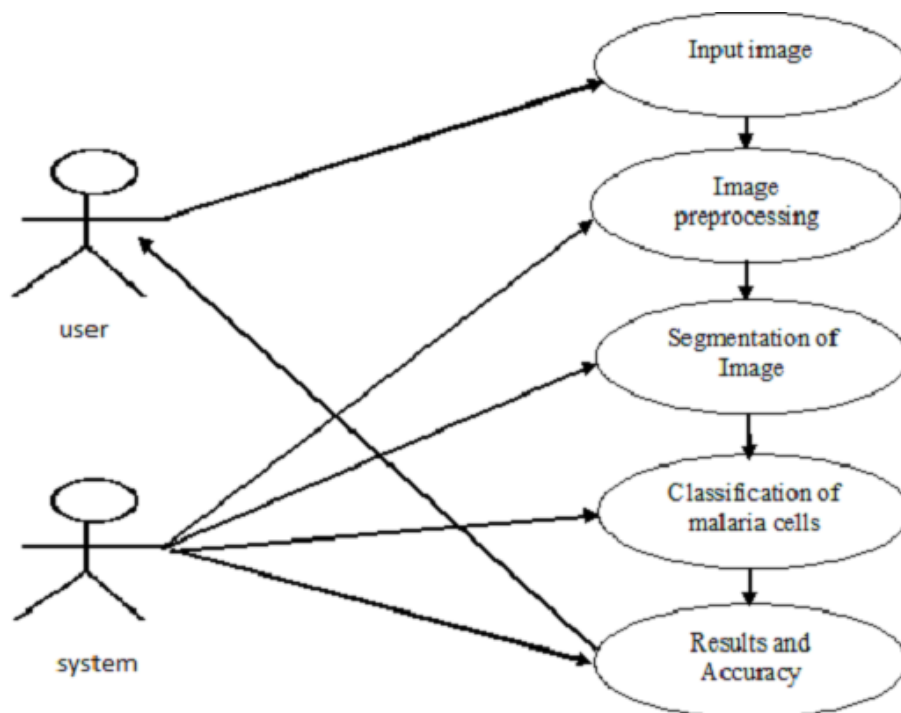 Input image
Image
preprocessing
user
Segmentation of
Image
Classification of
malaria cells
system
Results and
Accuracy